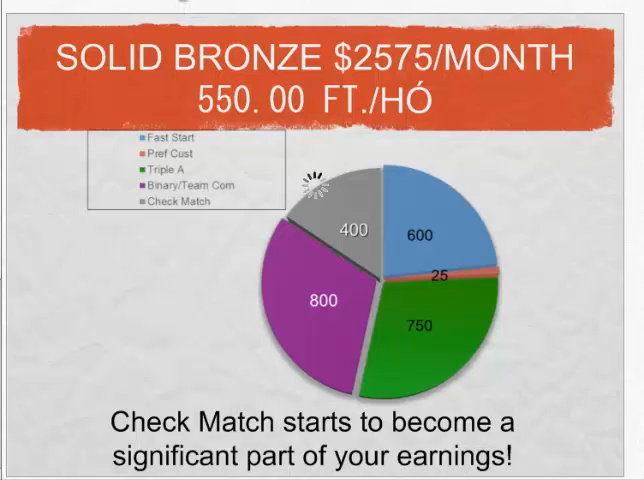 SOLID BRONZE $2575/MONTH
550. 00 FT./HÓ
Fast Start
Pref Cust
Triple A
Binary/Team Com
Check Match
400
600
25
800
750
Check Match starts to become a
significant part of your earnings!